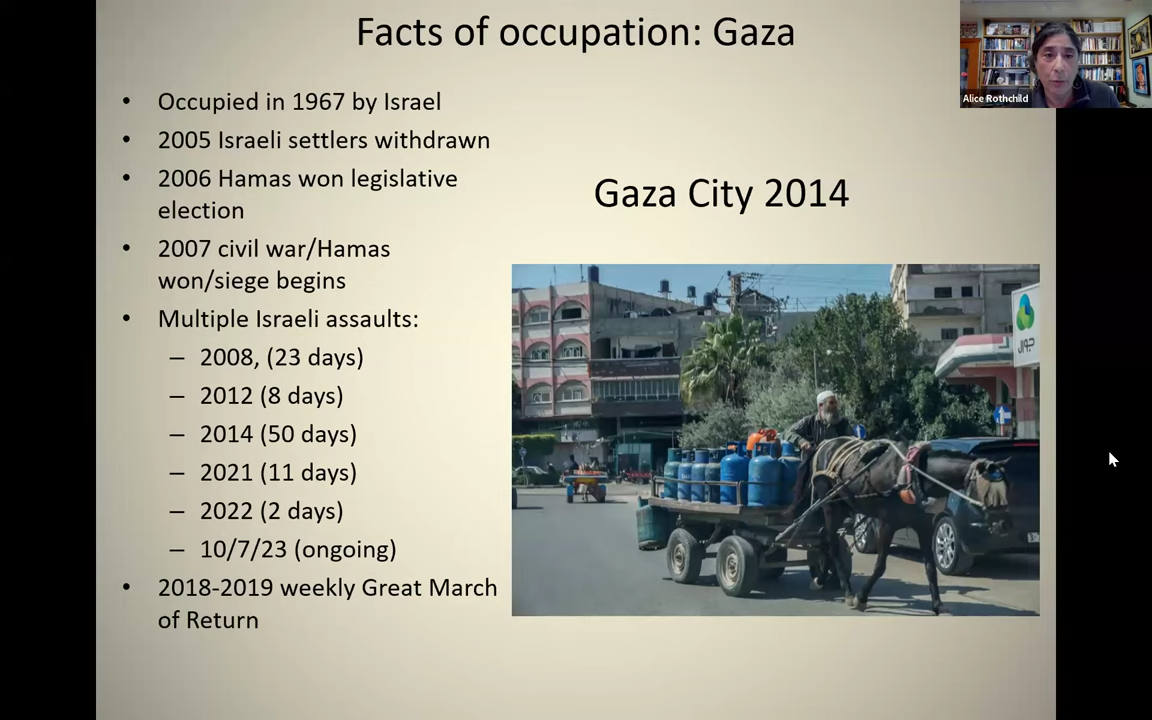 Facts of occupation: Gaza
Alice Rothchild
• Occupied in 1967 by Israel
• 2005 Israeli settlers withdrawn
• 2006 Hamas won legislative
election
• 2007 civil war/Hamas
won/siege begins
• Multiple Israeli assaults:
– 2008, (23 days)
– 2012 (8 days)
– 2014 (50 days)
– 2021 (11 days)
– 2022 (2 days)
– 10/7/23 (ongoing)
• 2018-2019 weekly Great March
of Return
Gaza City 2014
جوال